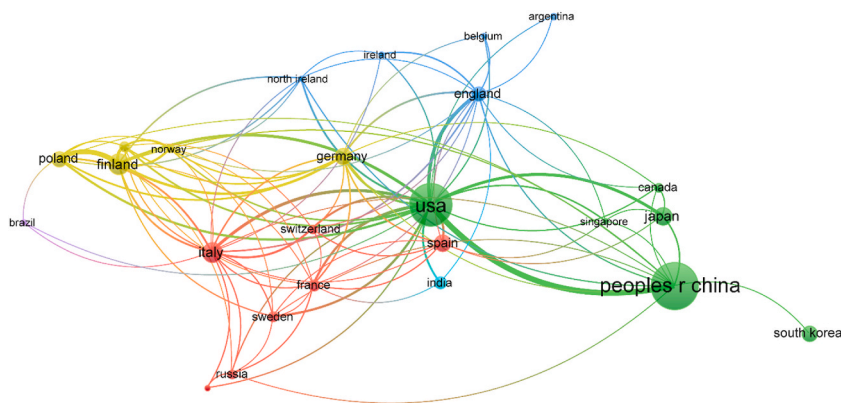 argentina
belgium
ireland
north ireland
england
norway
poland
finland
germany
canada
usa
japan
singapore
brazil
switzerland
italy
spain
france
india
peoples r china
sweden
south korea
russia